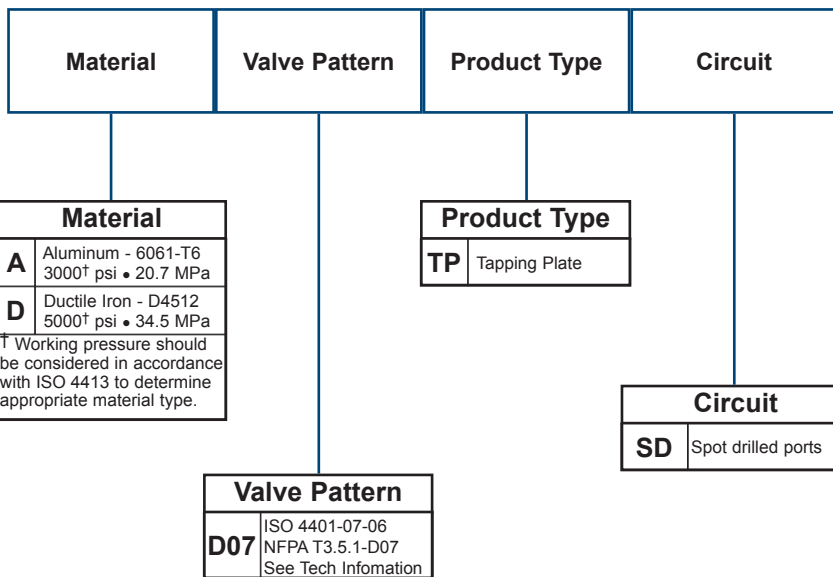 Material
Valve Pattern
Product Type
Circuit
Material
A
Aluminum - 6061-T6
3000† psi • 20.7 MPa
D
Ductile Iron - D4512
5000† psi • 34.5 MPa
† Working pressure should
be considered in accordance
with ISO 4413 to determine
appropriate material type.
Product Type
TP
Tapping Plate
Circuit
SD
Spot drilled ports
Valve Pattern
D07
ISO 4401-07-06
NFPA T3.5.1-D07
See Tech Infomation